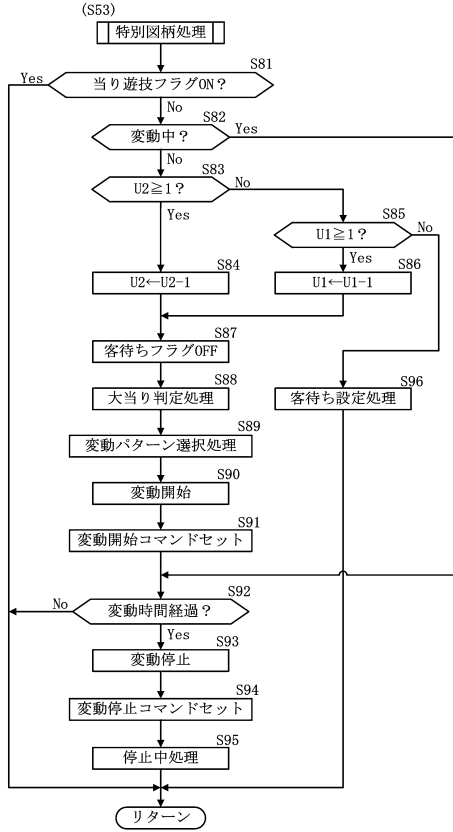 (S53)
特別図柄処理
S81
当り遊技フラグON？
Yes
No
S82
変動中？
Yes
No
S83
U2≧1？
No
Yes
S85
U1≧1？
No
Yes
S84
U2←U2-1
S86
U1←U1-1
S87
客待ちフラグOFF
S88
大当り判定処理
S96
客待ち設定処理
S89
変動パターン選択処理
S90
変動開始
S91
変動開始コマンドセット
S92
変動時間経過？
No
Yes
S93
変動停止
S94
変動停止コマンドセット
S95
停止中処理
リターン